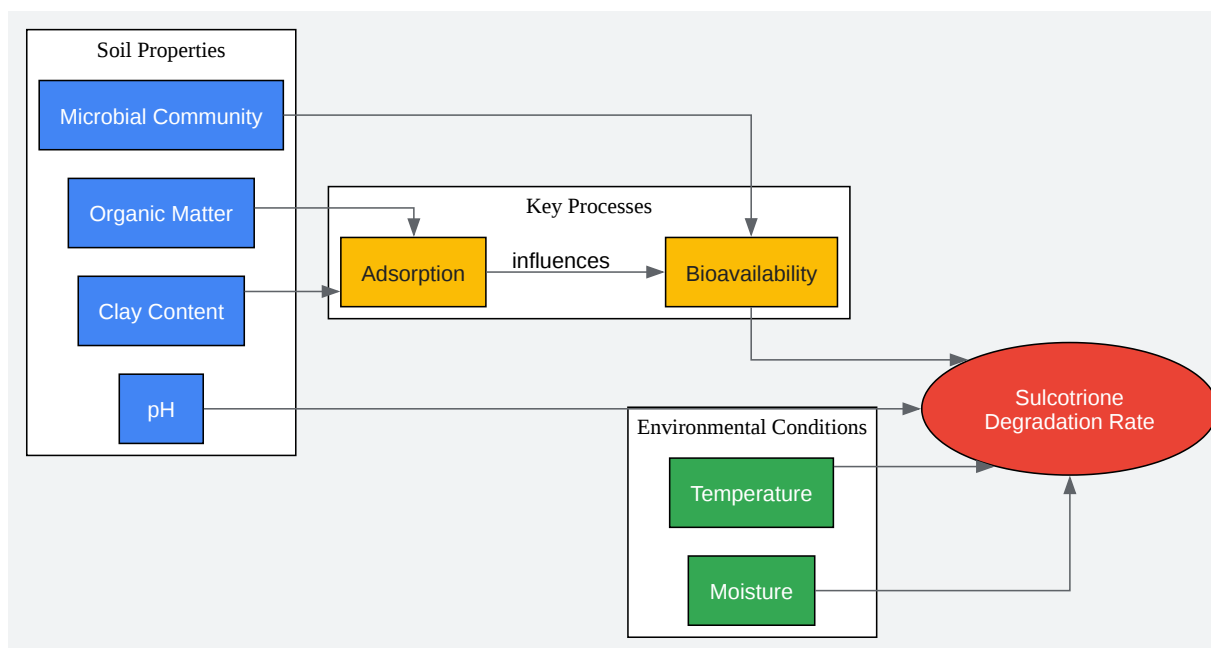 Soil Properties
Microbial Community
Organic Matter
Clay Content
pH
Key Processes
Adsorption
influences
Bioavailability
Environmental Conditions
Temperature
Moisture
Sulcotrione
Degradation Rate